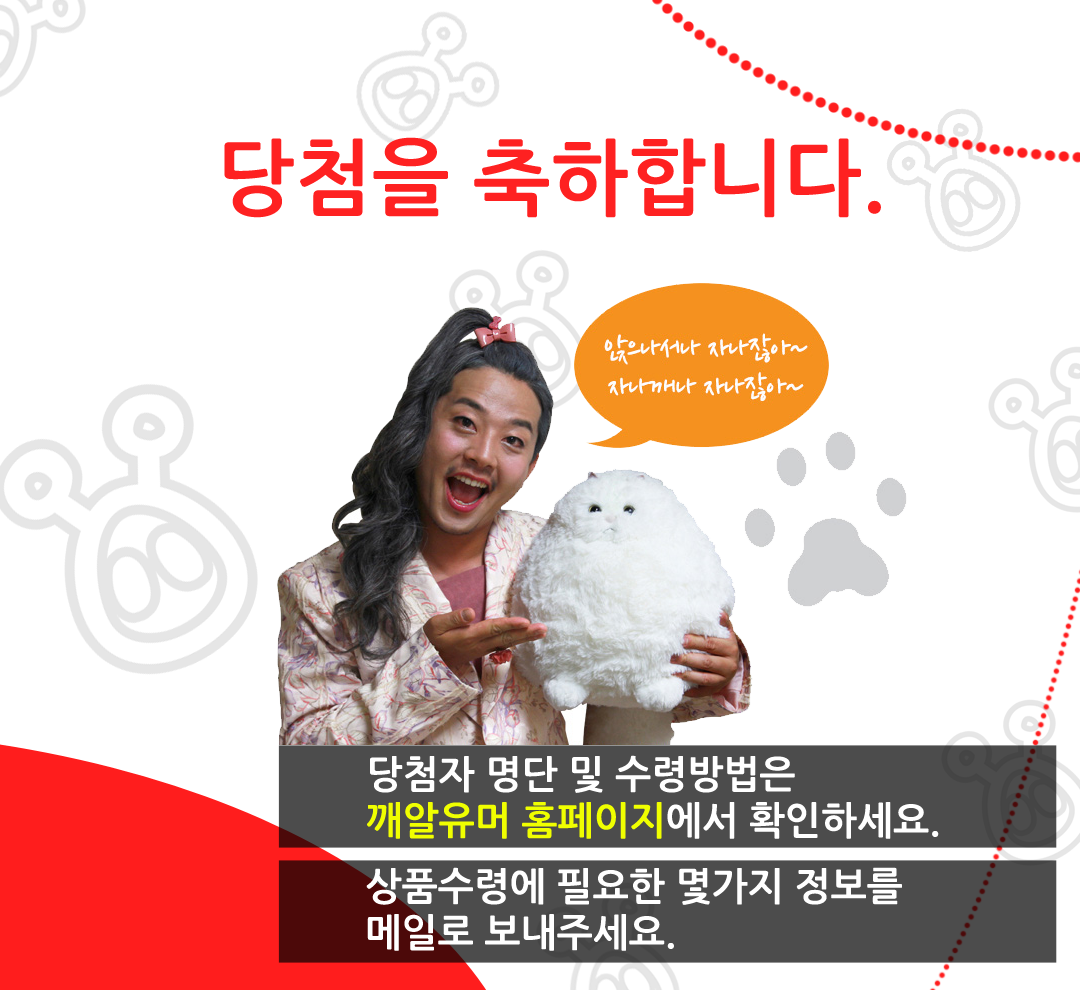 당첨을 축하합니다.
앉으나서나 자나잖아~
자나깨나 자나잖아~
당첨자 명단 및 수령방법은
깨알유머 홈페이지에서 확인하세요.
상품수령에 필요한 몇가지 정보를
메일로 보내주세요.